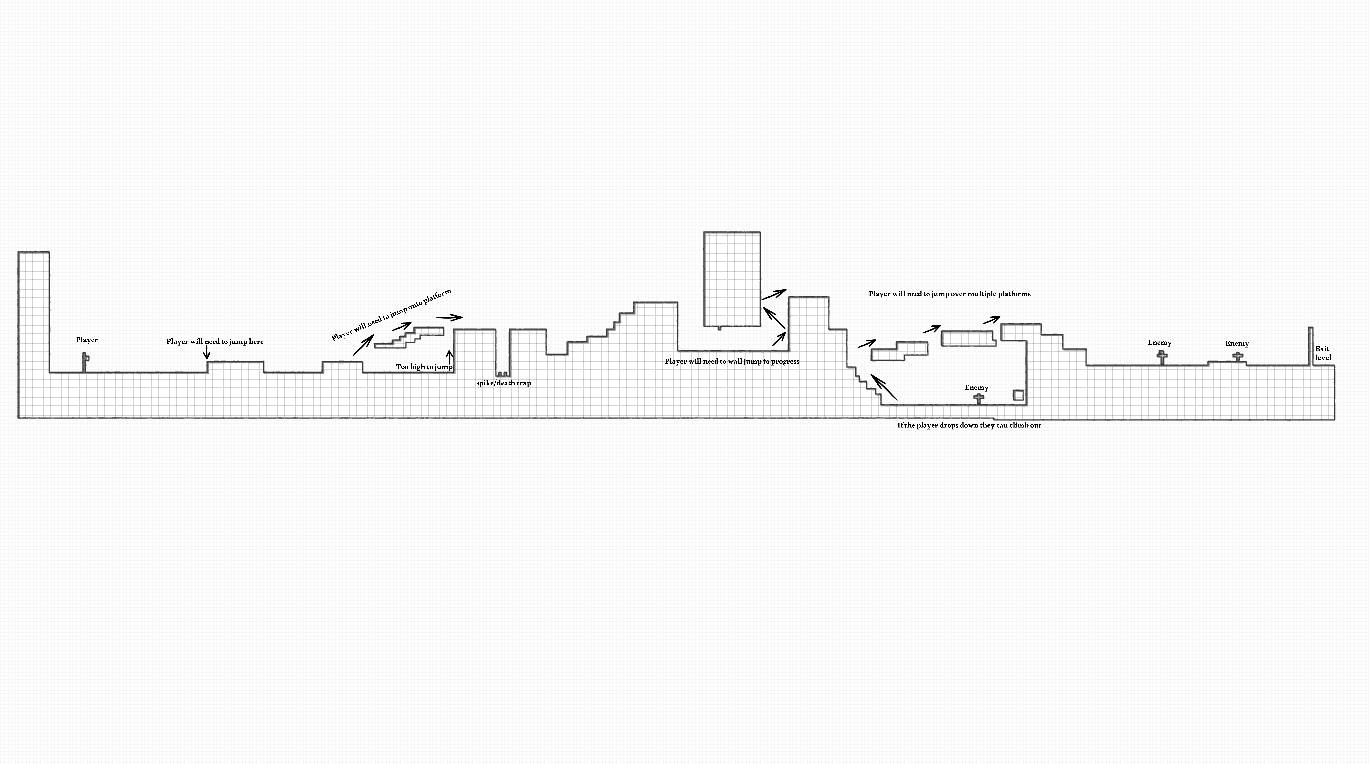 Player
Player will need to jump here
Player will need to jump onto platform
Too high to jump
spike/death trap
Player will need to wall jump to progress
Player will need to jump over multiple platforms
Enemy
If the player drops down they can climb out
Enemy
Enemy
Exit
level